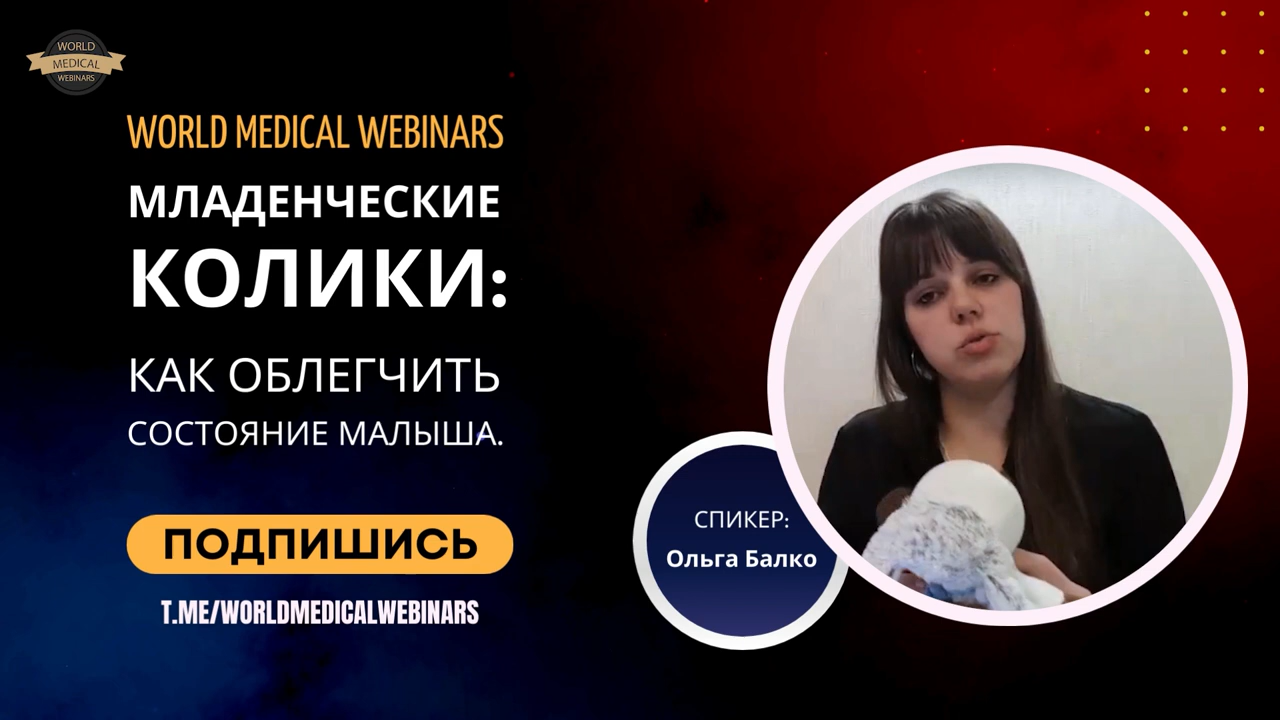 WORLD
MEDICAL
WEBINARS
WORLD MEDICAL WEBINARS
МЛАДЕНЧЕСКИЕ
КОЛИКИ:
КАК ОБЛЕГЧИТЬ
СОСТОЯНИЕ МАЛЫША.
ПОДПИШИСЬ
T.ME/WORLDMEDICALWEBINARS
СПИКЕР:
Ольга Балко